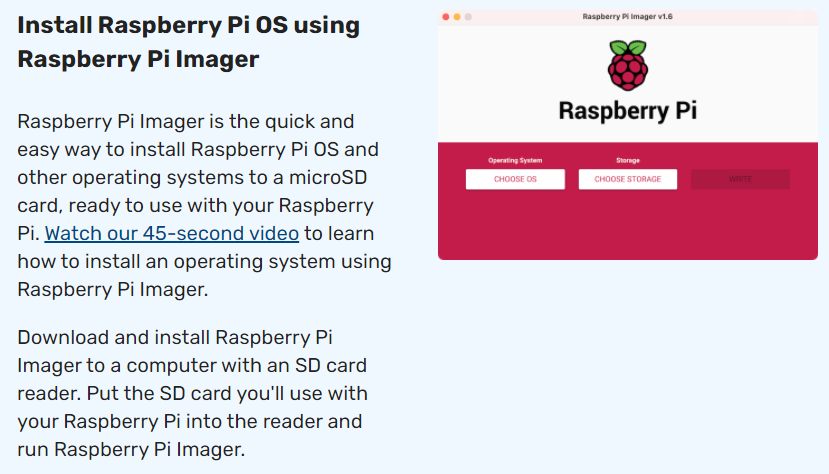 Install Raspberry Pi OS using
Raspberry Pi Imager
Raspberry Pi Imager is the quick and
easy way to install Raspberry Pi OS and
other operating systems to a microSD
card, ready to use with your Raspberry
Pi. Watch our 45-second video to learn
how to install an operating system using
Raspberry Pi Imager.
Download and install Raspberry Pi
Imager to a computer with an SD card
reader. Put the SD card you'll use with
your Raspberry Pi into the reader and
run Raspberry Pi Imager.
Raspberry Pi Imager v1.6
Raspberry Pi
Operating System Storage
CHOOSE OS CHOOSE STORAGE WRITE